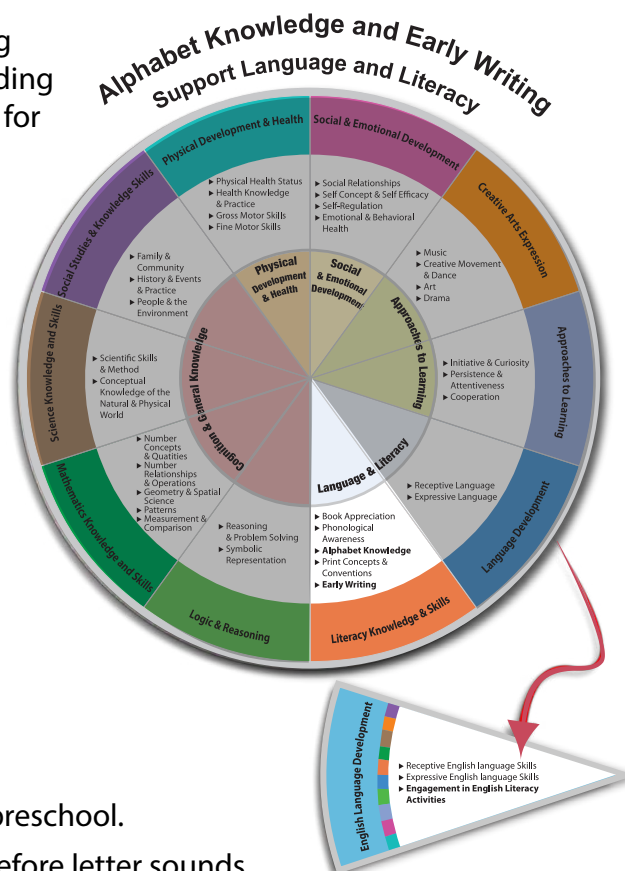 ng
ding
for
Alphabet Knowledge and Early Writing
Support Language and Literacy
Physical Development & Health
▶ Physical Health Status
▶ Health Knowledge
& Practice
▶ Gross Motor Skills
▶ Fine Motor Skills
Social & Emotional Development
▶ Social Relationships
▶ Self Concept & Self Efficacy
▶ Self-Regulation
▶ Emotional & Behavioral
Health
Creative Arts Expression
▶ Music
▶ Creative Movement
& Dance
▶ Art
▶ Drama
Approaches to Learning
▶ Initiative & Curiosity
▶ Persistence &
Attentiveness
▶ Cooperation
Language Development
▶ Receptive Language
▶ Expressive Language
Literacy Knowledge & Skills
▶ Book Appreciation
▶ Phonological
Awareness
▶ Alphabet Knowledge
▶ Print Concepts &
Conventions
▶ Early Writing
Logic & Reasoning
▶ Reasoning
& Problem Solving
▶ Symbolic
Representation
Mathematics Knowledge and Skills
▶ Number
Concepts
& Quatities
▶ Number
Relationships
& Operations
▶ Geometry & Spatial
Science
▶ Patterns
▶ Measurement &
Comparison
Science Knowledge and Skills
▶ Scientific Skills
& Method
▶ Conceptual
Knowledge of the
Natural & Physical
World
Social Studies & Knowledge Skills
▶ Family &
Community
▶ History & Events
& Practice
▶ People & the
Environment
Physical
Development
& Health
Social
& Emotional
Development
Approaches to Learning
Language & Literacy
Cognition & General Knowledge
English Language Development
▶ Receptive English language Skills
▶ Expressive English language Skills
▶ Engagement in English Literacy
Activities
preschool.
efore letter sounds